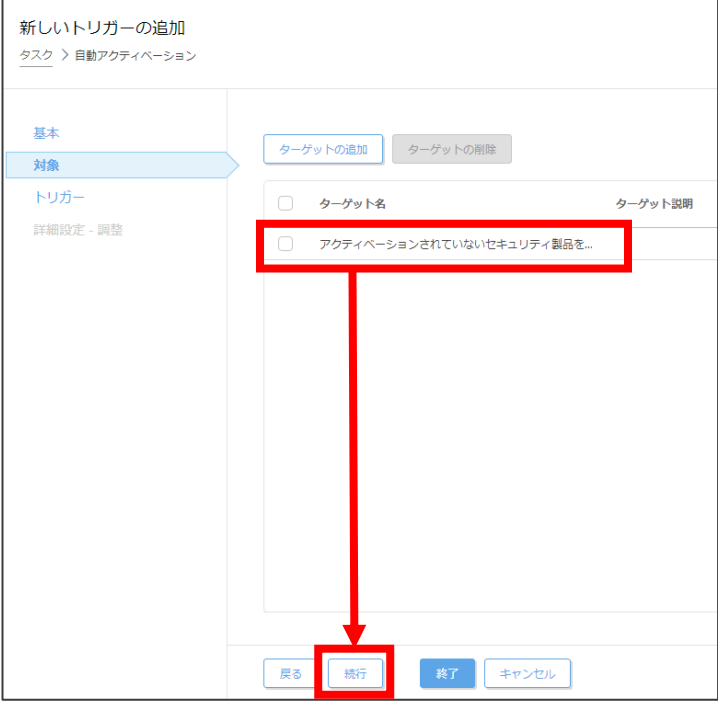 新しいトリガーの追加
タスク > 自動アクティベーション
基本
対象
トリガー
詳細設定 - 調整
ターゲットの追加 ターゲットの削除
ターゲット名 ターゲット説明
アクティベーションされていないセキュリティ製品を...
戻る 続行 終了 キャンセル